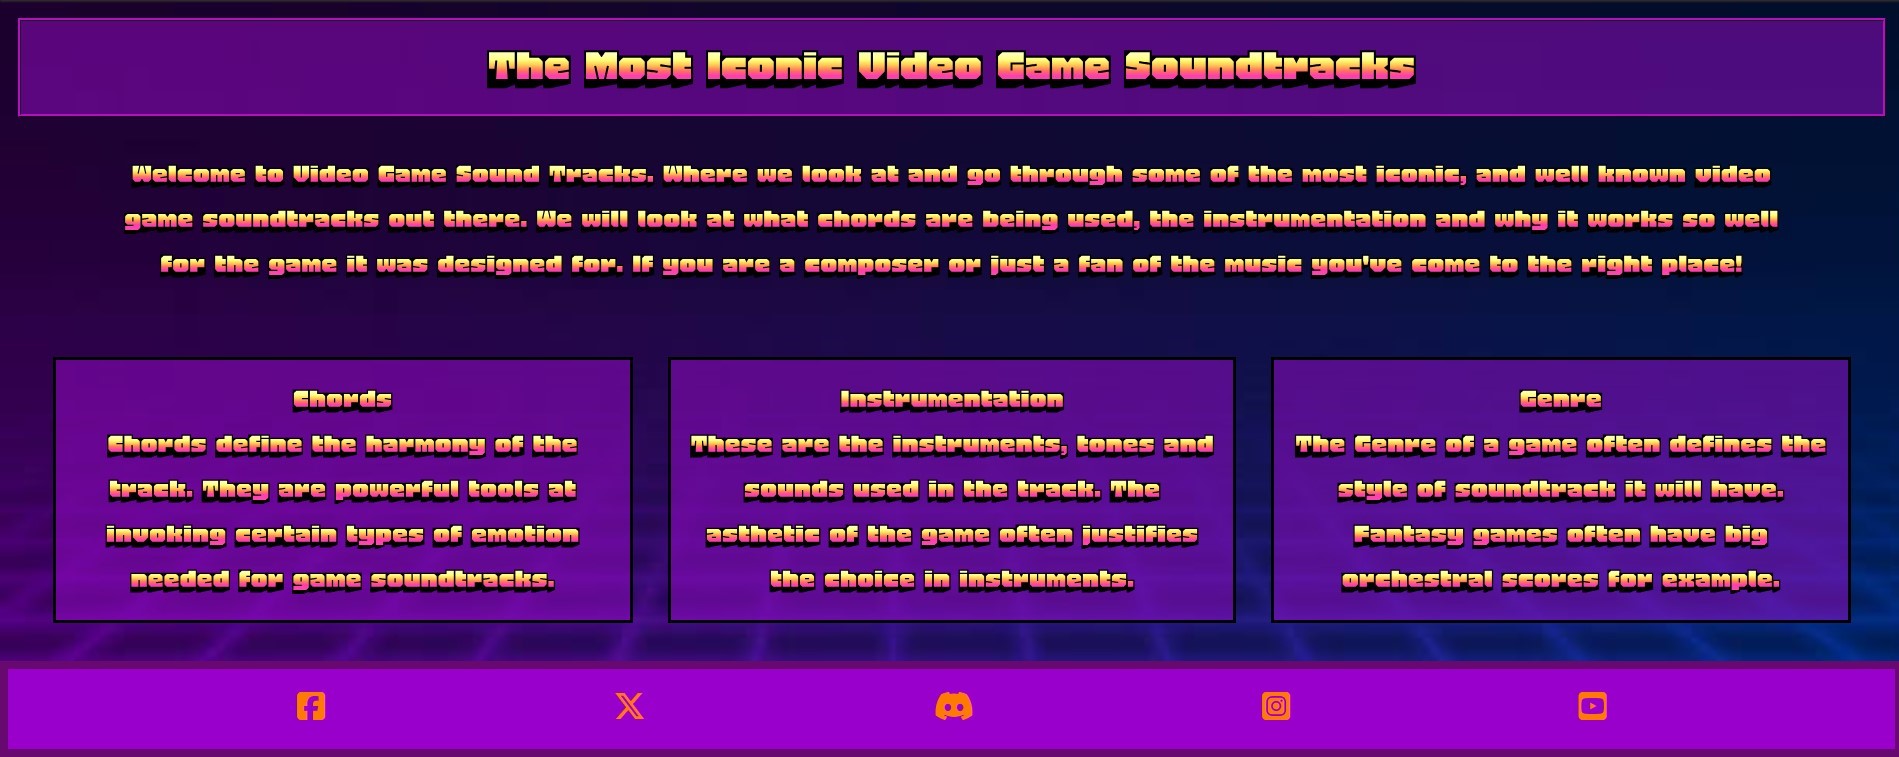 The Most Iconic Video Game Soundtracks
Welcome to Video Game Sound Tracks. Where we look at and go through some of the most iconic, and well known video
game soundtracks out there. We will look at what chords are being used, the instrumentation and why it works so well
for the game it was designed for. If you are a composer or just a fan of the music you've come to the right place!
Chords
Chords define the harmony of the
track. They are powerful tools at
invoking certain types of emotion
needed for game soundtracks.
Instrumentation
These are the instruments, tones and
sounds used in the track. The
asthetic of the game often justifies
the choice in instruments.
Genre
The Genre of a game often defines the
style of soundtrack it will have.
Fantasy games often have big
orchestral scores for example.